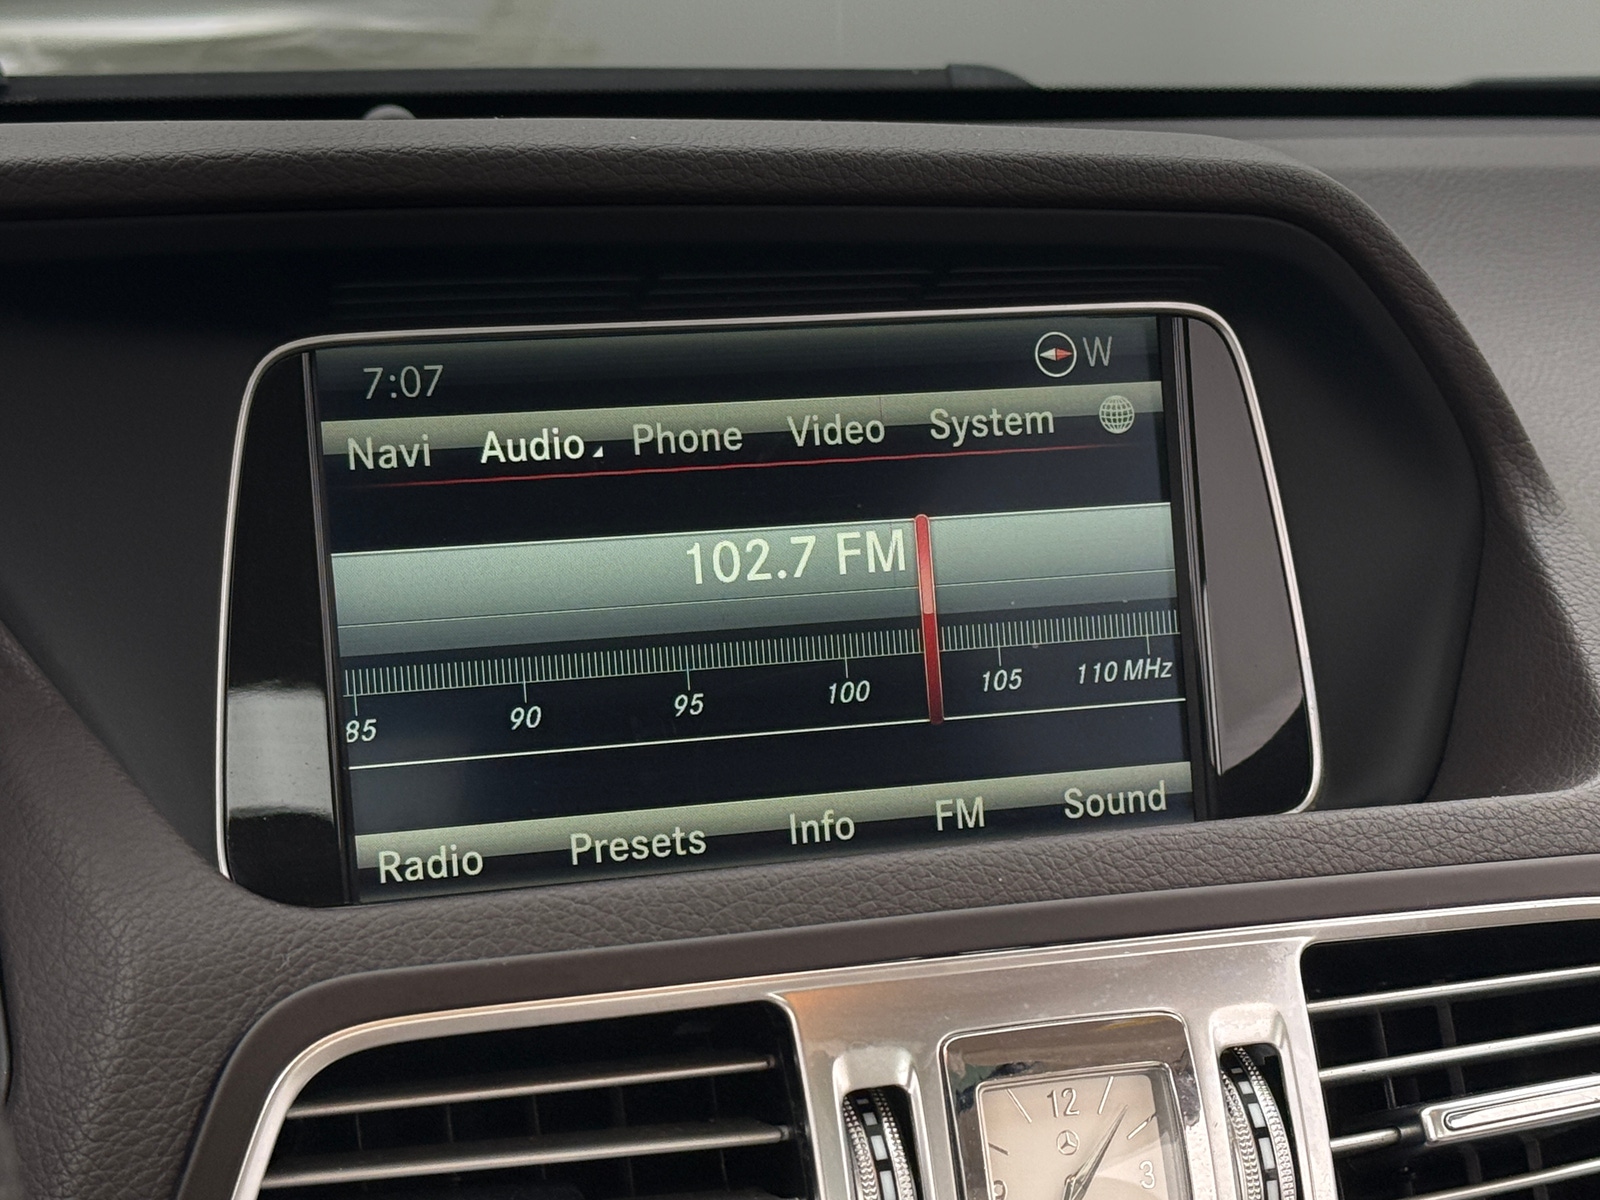 7:07 W
Navi Audio Phone Video System
102.7 FM
85 90 95 100 105 110 MHz
Radio Presets Info FM Sound
12
9 3